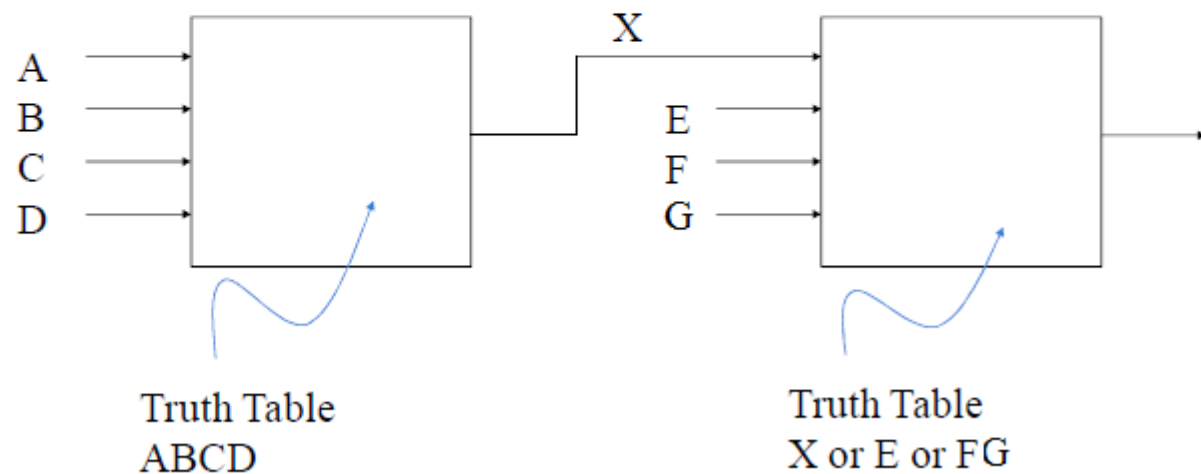 X
A
B
C
D
E
F
G
Truth Table
ABCD
Truth Table
X or E or FG